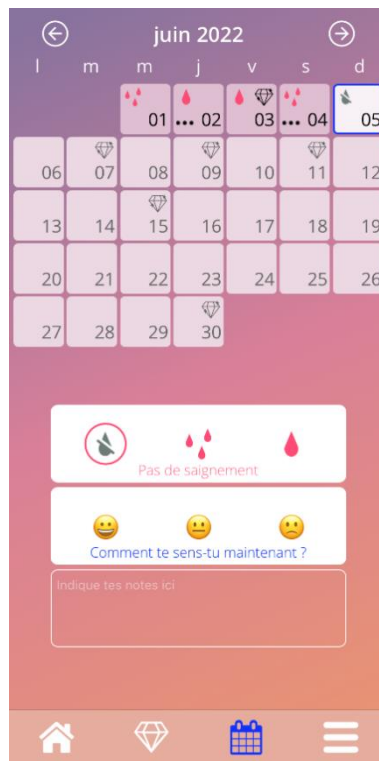 juin 2022
l m m j v s d
01 ... 02 03 ... 04 05
06 07 08 09 10 11 12
13 14 15 16 17 18 19
20 21 22 23 24 25 26
27 28 29 30
Pas de saignement
Comment te sens-tu maintenant ?
Indique tes notes ici